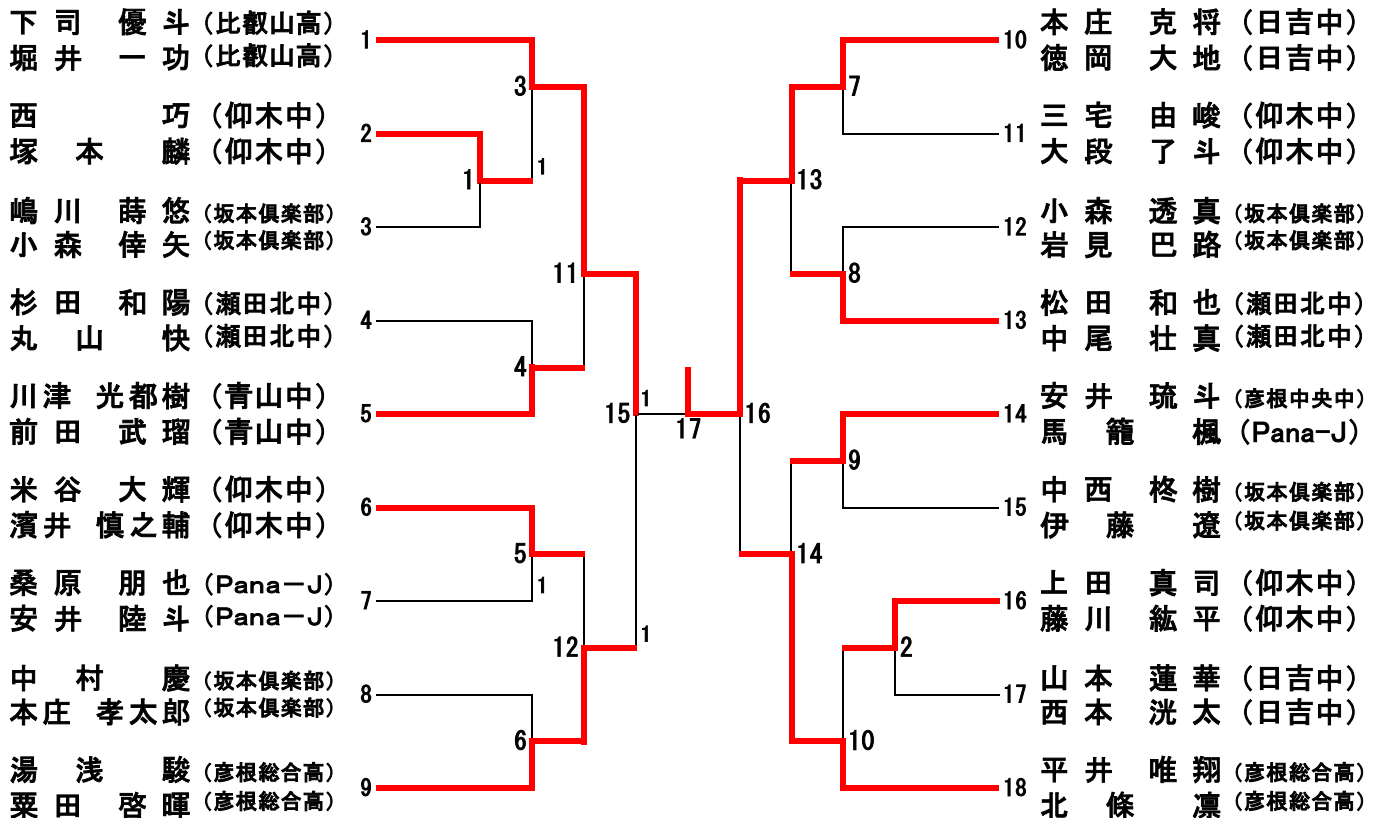 下司 優斗 (比叡山高)
堀井 一功 (比叡山高)
1
西 巧 (仰木中)
塚本 麟 (仰木中)
2
嶋川 蒔悠 (坂本倶楽部)
小森 倖矢 (坂本倶楽部)
3
杉田 和陽 (瀬田北中)
丸山 快 (瀬田北中)
4
川津 光都樹 (青山中)
前田 武瑠 (青山中)
5
米谷 大輝 (仰木中)
濱井 慎之輔 (仰木中)
6
桑原 朋也 (Pana-J)
安井 陸斗 (Pana-J)
7
中村 慶 (坂本倶楽部)
本庄 孝太郎 (坂本倶楽部)
8
湯浅 駿 (彦根総合高)
粟田 啓暉 (彦根総合高)
9
3
1
1
11
4
15
1
17
5
1
12
1
6
16
7
13
8
9
14
2
10
10
本庄 克将 (日吉中)
徳岡 大地 (日吉中)
11
三宅 由峻 (仰木中)
大段 了斗 (仰木中)
12
小森 透真 (坂本倶楽部)
岩見 巴路 (坂本倶楽部)
13
松田 和也 (瀬田北中)
中尾 壮真 (瀬田北中)
14
安井 琉斗 (彦根中央中)
馬籠 楓 (Pana-J)
15
中西 柊樹 (坂本倶楽部)
伊藤 遼 (坂本倶楽部)
16
上田 真司 (仰木中)
藤川 紘平 (仰木中)
17
山本 蓮華 (日吉中)
西本 洸太 (日吉中)
18
平井 唯翔 (彦根総合高)
北條 凛 (彦根総合高)